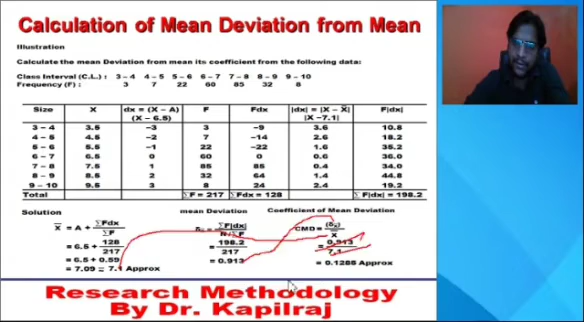 Calculation of Mean Deviation from Mean
Illustration
Calculate the mean Deviation from mean its coefficient from the following data:
Class Interval (C.L.) : 3 – 4 4 – 5 5 – 6 6 – 7 7 – 8 8 – 9 9 – 10
Frequency (F) : 3 7 22 60 85 32 8
Size X dx = (X – A) F Fdx |dx| = |X – X̄| F|dx|
(X – 6.5) |X –7.1|
3 – 4 3.5 –3 3 –9 3.6 10.8
4 – 5 4.5 –2 7 –14 2.6 18.2
5 – 6 5.5 –1 22 –22 1.6 35.2
6 – 7 6.5 0 60 0 0.6 36.0
7 – 8 7.5 1 85 85 0.4 34.0
8 – 9 8.5 2 32 64 1.4 44.8
9 – 10 9.5 3 8 24 2.4 19.2
Total ∑F = 217 ∑Fdx = 128 ∑F|dx| = 198.2
Solution mean Deviation Coefficient of Mean Deviation
X̄ = A + ∑Fdx / ∑F ∑F|dx| CMD =
= 6.5 + 128 / 217 = 198.2 / 217 = 0.913 / 7.1
= 6.5 + 0.59 = 0.913 = 0.1285 Approx
= 7.09 = 7.1 Approx
Research Methodology
By Dr. Kapilraj